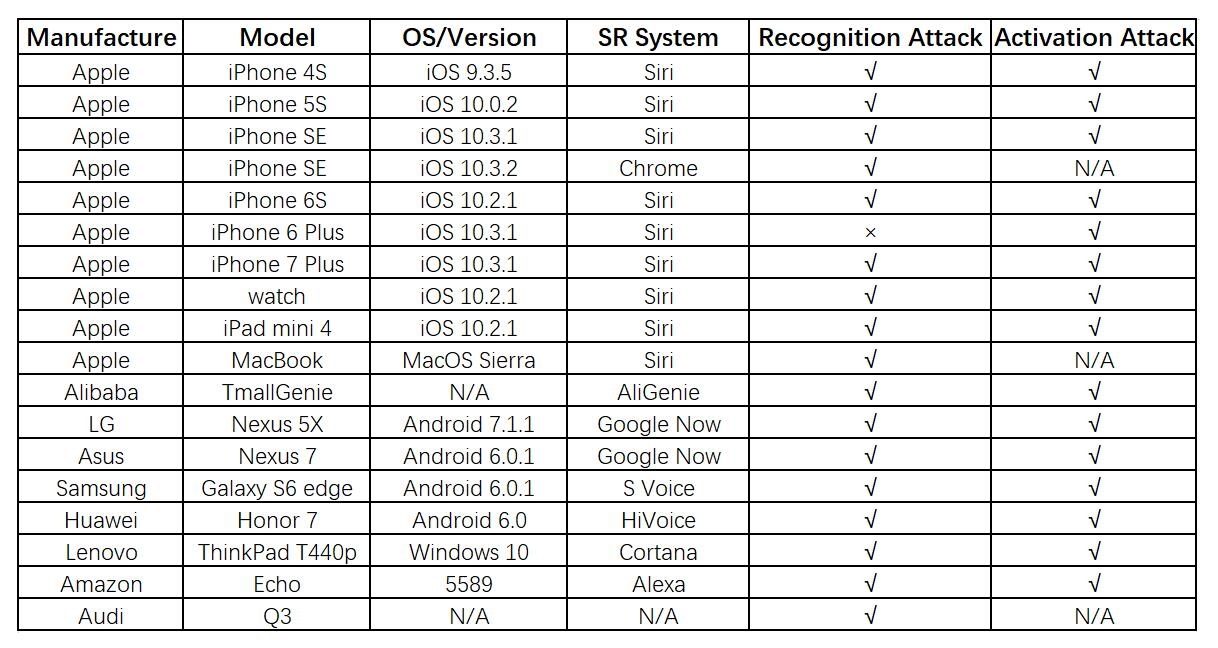 Manufacture Model OS/Version SR System Recognition Attack Activation Attack
Apple iPhone 4S iOS 9.3.5 Siri √ √
Apple iPhone 5S iOS 10.0.2 Siri √ √
Apple iPhone SE iOS 10.3.1 Siri √ √
Apple iPhone SE iOS 10.3.2 Chrome √ N/A
Apple iPhone 6S iOS 10.2.1 Siri √ √
Apple iPhone 6 Plus iOS 10.3.1 Siri × √
Apple iPhone 7 Plus iOS 10.3.1 Siri √ √
Apple watch iOS 10.2.1 Siri √ √
Apple iPad mini 4 iOS 10.2.1 Siri √ √
Apple MacBook MacOS Sierra Siri √ N/A
Alibaba TmallGenie N/A AliGenie √ √
LG Nexus 5X Android 7.1.1 Google Now √ √
Asus Nexus 7 Android 6.0.1 Google Now √ √
Samsung Galaxy S6 edge Android 6.0.1 S Voice √ √
Huawei Honor 7 Android 6.0 HiVoice √ √
Lenovo ThinkPad T440p Windows 10 Cortana √ √
Amazon Echo 5589 Alexa √ √
Audi Q3 N/A N/A √ N/A